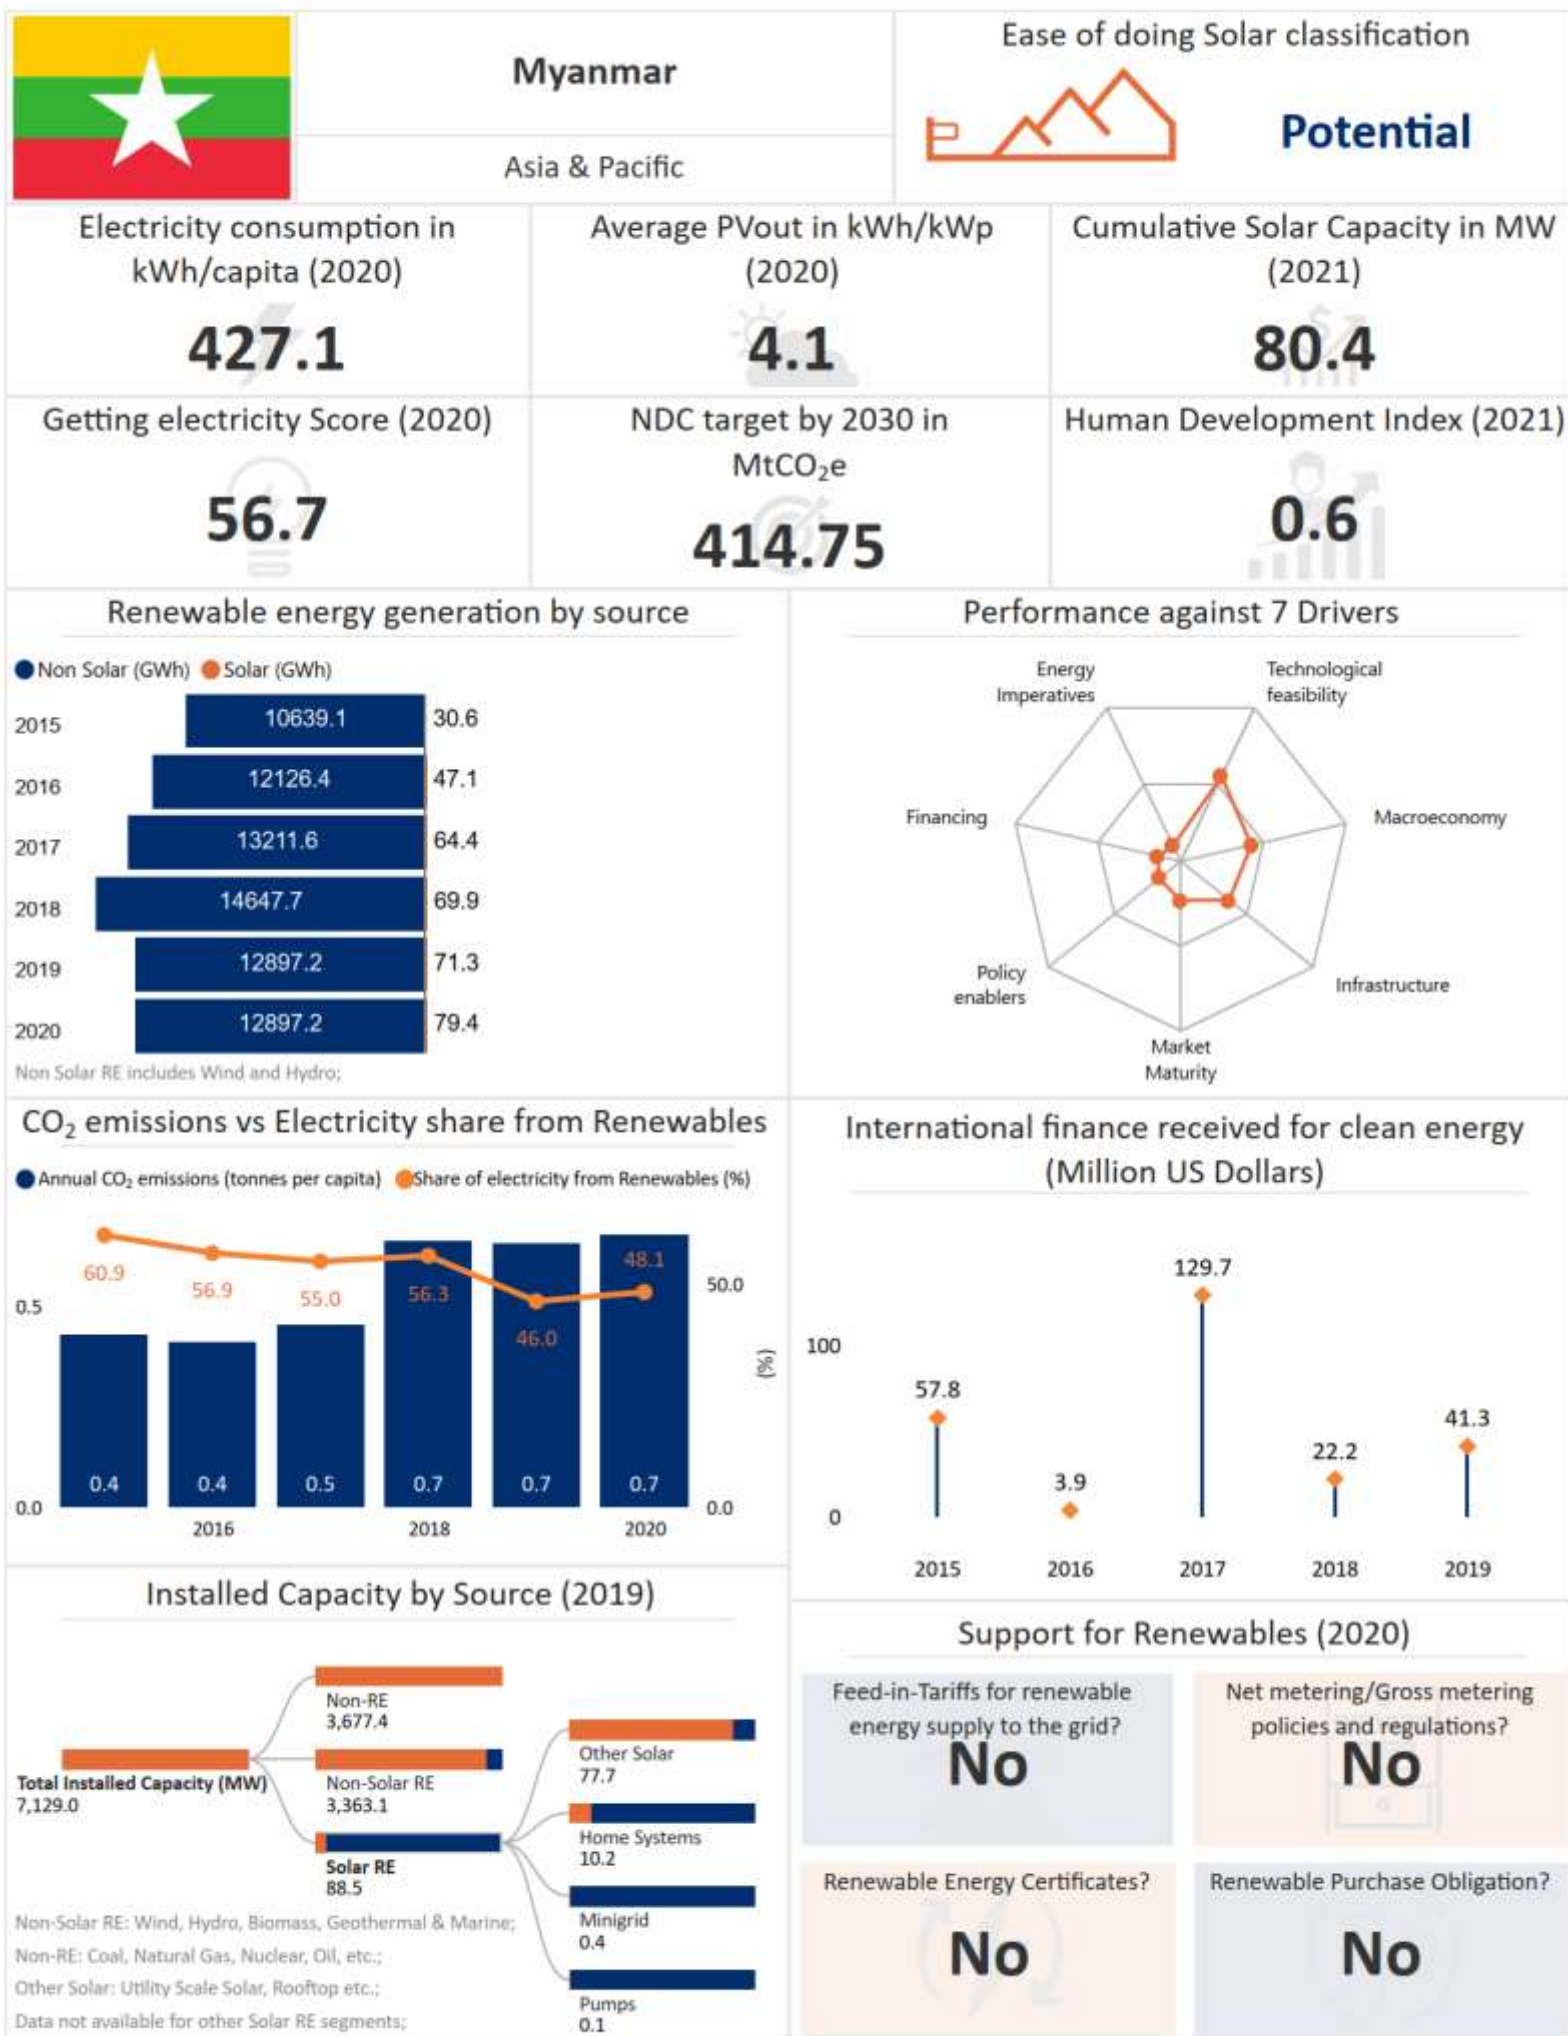 Myanmar
Asia & Pacific
Ease of doing Solar classification
Potential
Electricity consumption in
kWh/capita (2020)
427.1
Average PVout in kWh/kWp
(2020)
4.1
Cumulative Solar Capacity in MW
(2021)
80.4
Getting electricity Score (2020)
56.7
NDC target by 2030 in
MtCO₂e
414.75
Human Development Index (2021)
0.6
Renewable energy generation by source
Non Solar (GWh) Solar (GWh)
2015 10639.1 30.6
2016 12126.4 47.1
2017 13211.6 64.4
2018 14647.7 69.9
2019 12897.2 71.3
2020 12897.2 79.4
Non Solar RE includes Wind and Hydro;
Performance against 7 Drivers
Energy
Imperatives
Technological
feasibility
Financing
Macroeconomy
Policy
enablers
Infrastructure
Market
Maturity
CO₂ emissions vs Electricity share from Renewables
Annual CO₂ emissions (tonnes per capita) Share of electricity from Renewables (%)
60.9
56.9
55.0
56.3
46.0
48.1
0.5
50.0
(%)
0.4 0.4 0.5 0.7 0.7 0.7
0.0
0.0
2016 2018 2020
International finance received for clean energy
(Million US Dollars)
129.7
100
57.8
3.9
22.2
41.3
0
2015 2016 2017 2018 2019
Installed Capacity by Source (2019)
Total Installed Capacity (MW)
7,129.0
Non-RE
3,677.4
Non-Solar RE
3,363.1
Solar RE
88.5
Other Solar
77.7
Home Systems
10.2
Minigrid
0.4
Pumps
0.1
Non-Solar RE: Wind, Hydro, Biomass, Geothermal & Marine;
Non-RE: Coal, Natural Gas, Nuclear, Oil, etc.;
Other Solar: Utility Scale Solar, Rooftop etc.;
Data not available for other Solar RE segments;
Support for Renewables (2020)
Feed-in-Tariffs for renewable
energy supply to the grid?
No
Net metering/Gross metering
policies and regulations?
No
Renewable Energy Certificates?
No
Renewable Purchase Obligation?
No